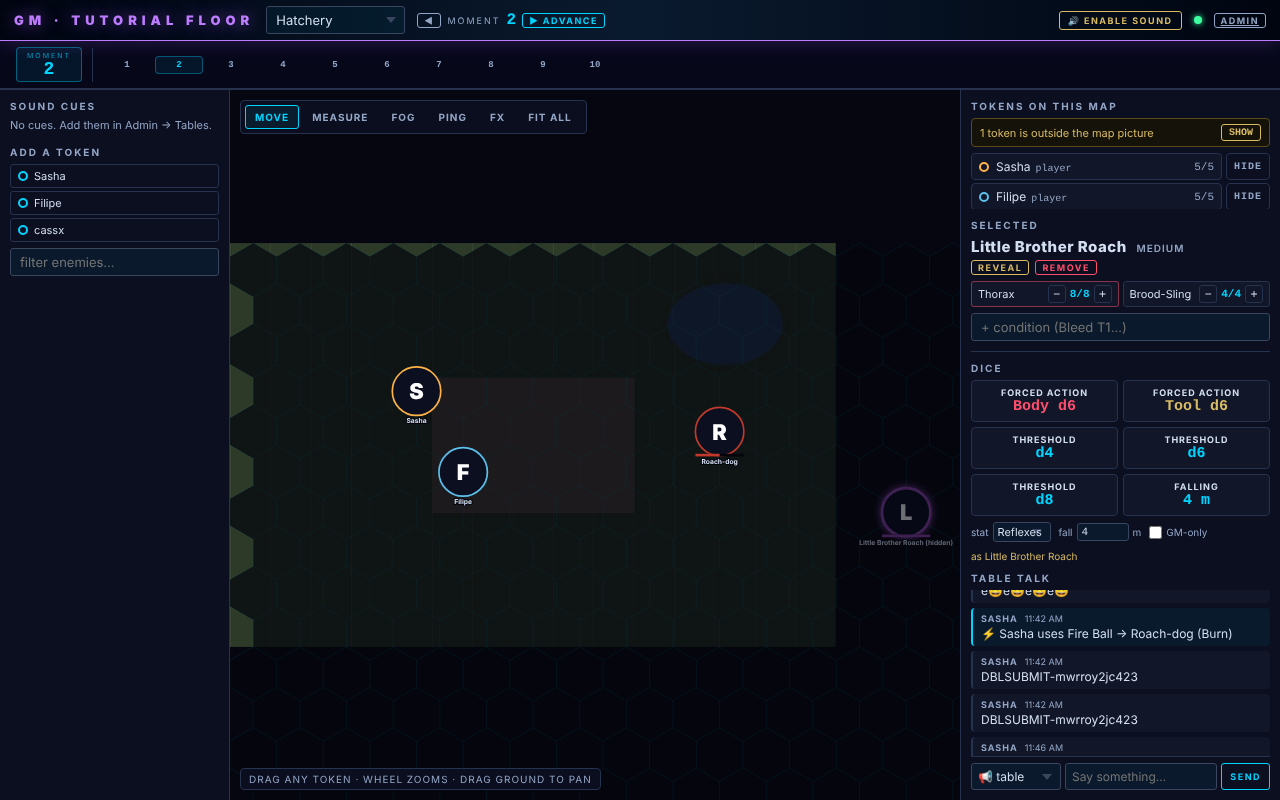 GM · TUTORIAL FLOOR
Hatchery
◀ MOMENT 2 ▶ ADVANCE
🔊 ENABLE SOUND
ADMIN
MOMENT
2
1 2 3 4 5 6 7 8 9 10
SOUND CUES
No cues. Add them in Admin → Tables.
ADD A TOKEN
Sasha
Filipe
cassx
filter enemies...
MOVE MEASURE FOG PING FX FIT ALL
S
Sasha
F
Filipe
R
Roach-dog
L
Little Brother Roach (hidden)
DRAG ANY TOKEN · WHEEL ZOOMS · DRAG GROUND TO PAN
TOKENS ON THIS MAP
1 token is outside the map picture SHOW
Sasha player 5/5 HIDE
Filipe player 5/5 HIDE
SELECTED
Little Brother Roach MEDIUM
REVEAL REMOVE
Thorax − 8/8 + Brood-Sling − 4/4 +
+ condition (Bleed T1...)
DICE
FORCED ACTION
Body d6
FORCED ACTION
Tool d6
THRESHOLD
d4
THRESHOLD
d6
THRESHOLD
d8
FALLING
4 m
stat Reflexes fall 4 m GM-only
as Little Brother Roach
TABLE TALK
e😄e😄e😄e😄
SASHA 11:42 AM
⚡ Sasha uses Fire Ball → Roach-dog (Burn)
SASHA 11:42 AM
DBLSUBMIT-mwrroy2jc423
SASHA 11:42 AM
DBLSUBMIT-mwrroy2jc423
SASHA 11:46 AM
📢 table
Say something...
SEND